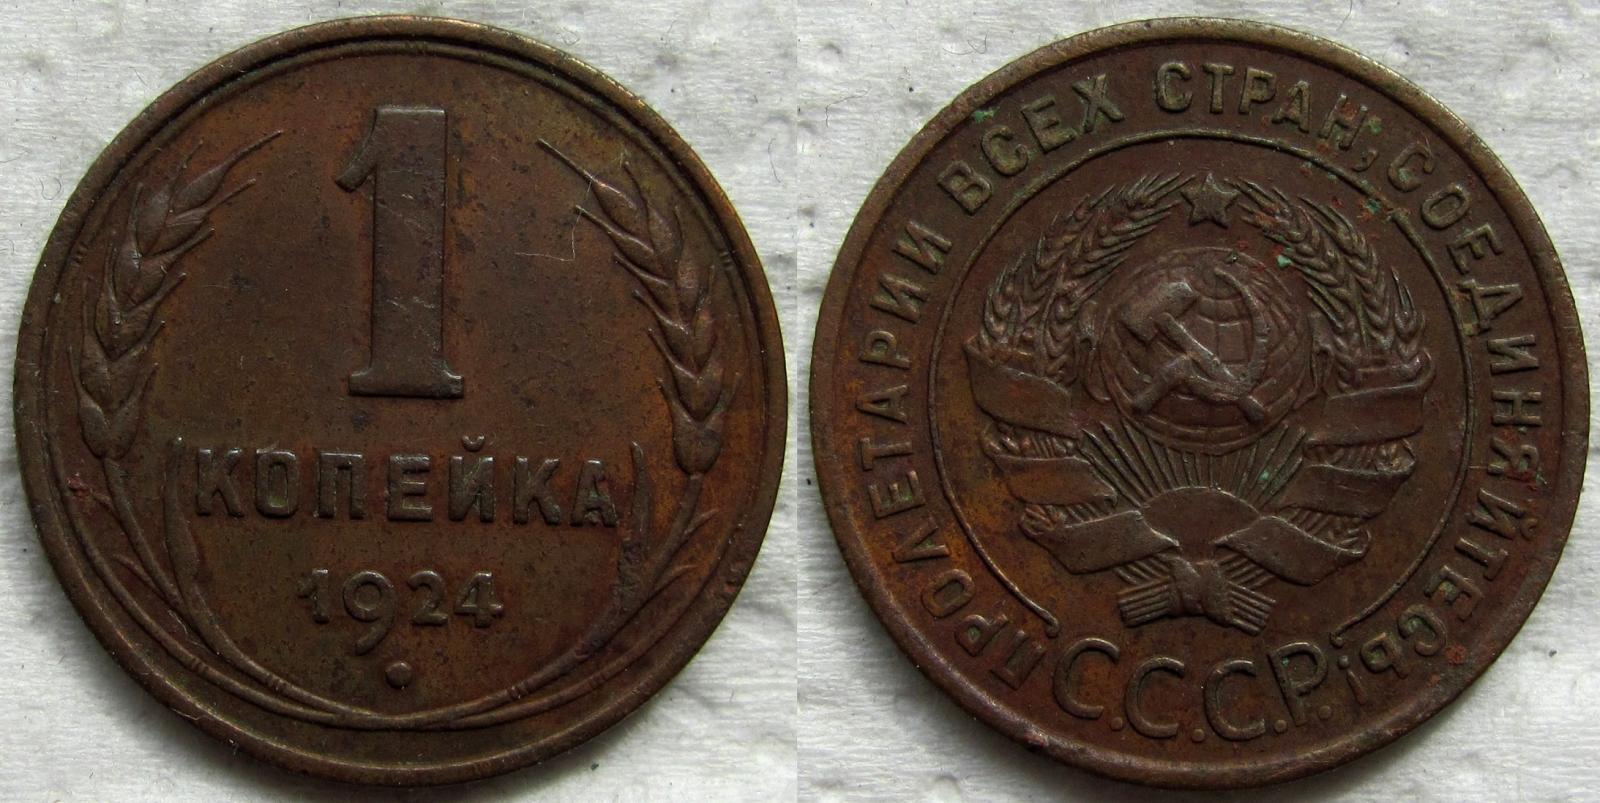 1
КОПЕЙКА
1924
ПРОЛЕТАРИИ ВСЕХ СТРАН, СОЕДИНЯЙТЕСЬ!
С.С.С.Р.